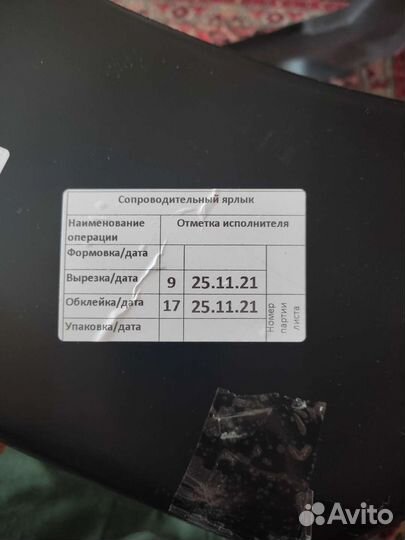 Сопроводительный ярлык
Наименование операции Отметка исполнителя
Формовка/дата
Вырезка/дата 9 25.11.21
Обклейка/дата 17 25.11.21
Упаковка/дата
Номер
партии
листа
Avito